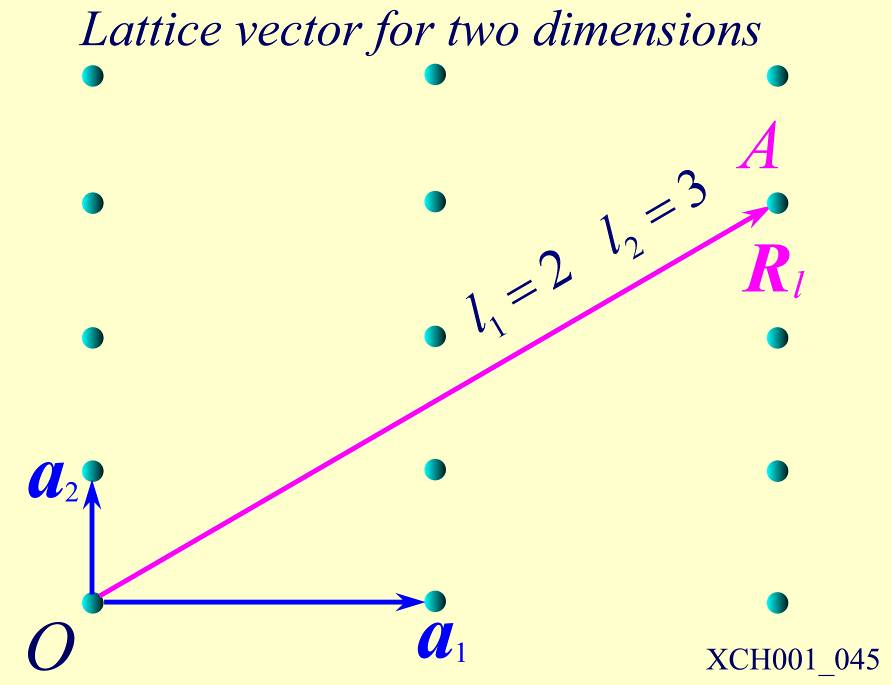 Lattice vector for two dimensions
A
l₁ = 2 l₂ = 3
Rₗ
a₂
O
a₁
XCH001_045